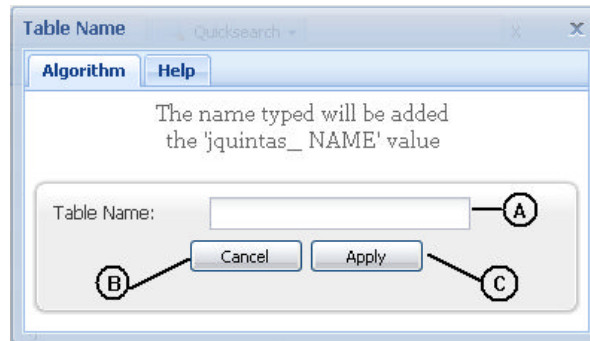 Table Name
Quicksearch
x
x
Algorithm Help
The name typed will be added
the 'jquintas_ NAME' value
Table Name:
A
Cancel Apply
B
C